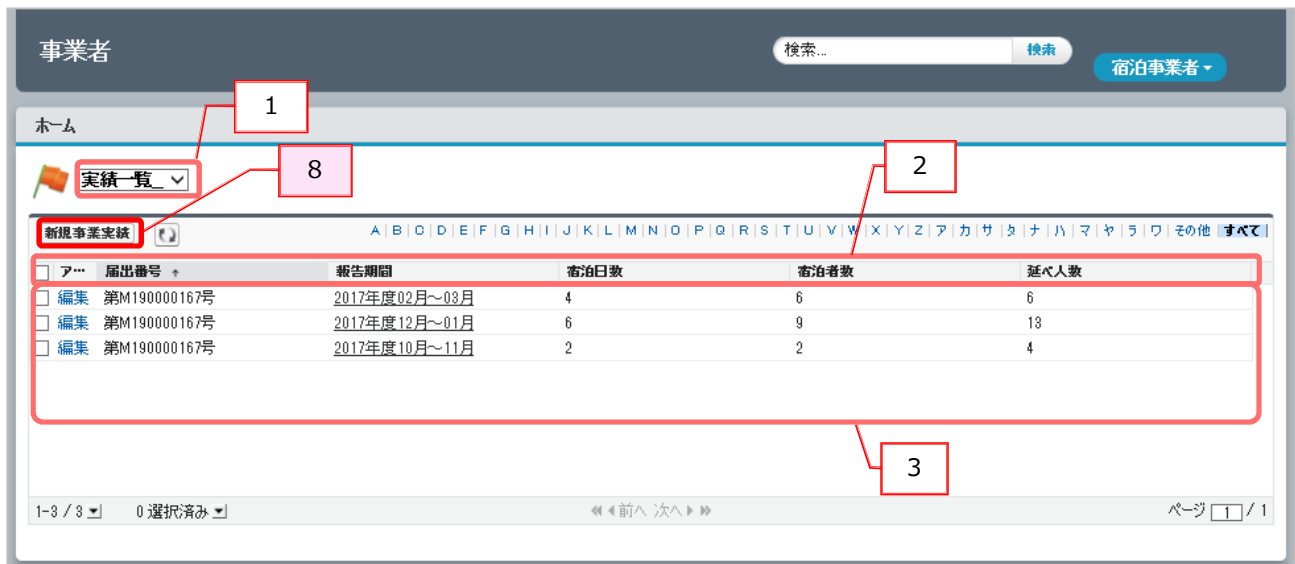 事業者
検索...
検索
宿泊事業者
1
ホーム
2
8
実績一覧_
新規事業実績
A | B | C | D | E | F | G | H | I | J | K | L | M | N | O | P | Q | R | S | T | U | V | W | X | Y | Z | ア | カ | サ | タ | ナ | ハ | マ | ヤ | ラ | ワ | その他 | すべて |
ア… 届出番号 ↑ 報告期間 宿泊日数 宿泊者数 延べ人数
編集 第M190000167号 2017年度02月～03月 4 6 6
編集 第M190000167号 2017年度12月～01月 6 9 13
編集 第M190000167号 2017年度10月～11月 2 2 4
3
1-3 / 3 0 選択済み 前へ 次へ ページ 1 / 1